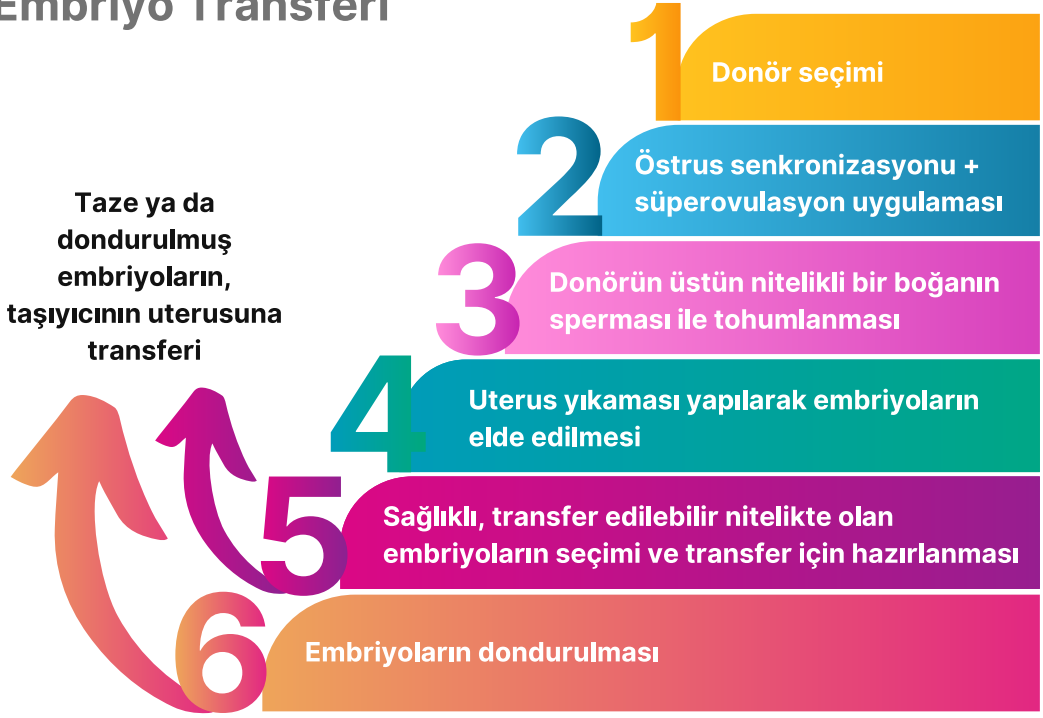 Embriyo Transferi
1
Donör seçimi
2
Östrus senkronizasyonu +
süperovulasyon uygulaması
3
Donörün üstün nitelikli bir boğanın
sperması ile tohumlanması
4
Uterus yıkaması yapılarak embriyoların
elde edilmesi
5
Sağlıklı, transfer edilebilir nitelikte olan
embriyoların seçimi ve transfer için hazırlanması
6
Embriyoların dondurulması
Taze ya da
dondurulmuş
embriyoların,
taşıyıcının uterusuna
transferi